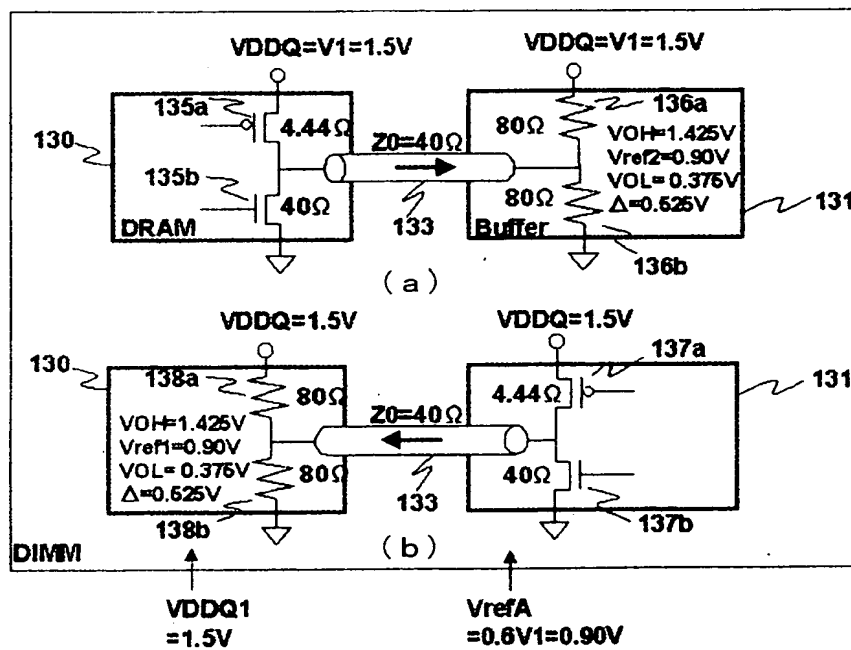 VDDQ=V1=1.5V
VDDQ=V1=1.5V
135a
136a
130
4.44Ω
Z0=40Ω
80Ω
VOH=1.425V
Vref2=0.90V
VOL= 0.375V
Δ=0.525V
135b
40Ω
80Ω
131
DRAM
133
Buffer
136b
(a)
VDDQ=1.5V
VDDQ=1.5V
130
138a
137a
131
80Ω
Z0=40Ω
4.44Ω
VOH=1.425V
Vref1=0.90V
VOL= 0.375V
Δ=0.525V
80Ω
40Ω
133
138b
137b
(b)
DIMM
VDDQ1
=1.5V
VrefA
=0.6V1=0.90V